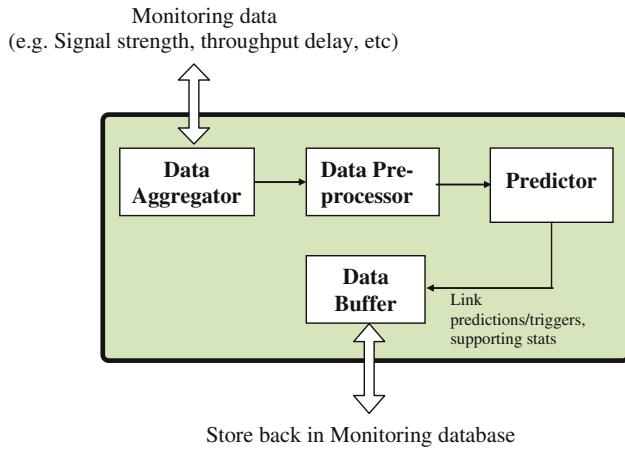 Monitoring data
(e.g. Signal strength, throughput delay, etc)
Data
Aggregator
Data Pre-
processor
Predictor
Data
Buffer
Link
predictions/triggers,
supporting stats
Store back in Monitoring database